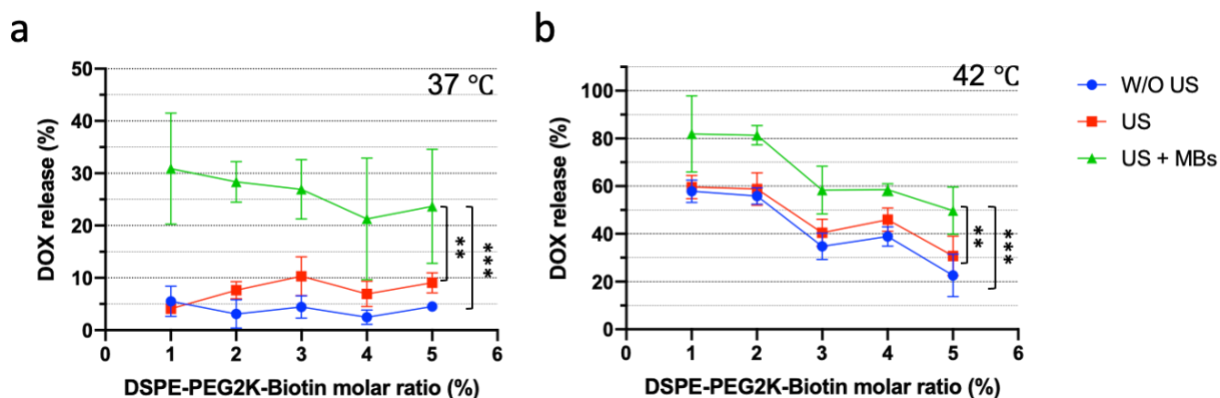 a
37 °C
DOX release (%)
50
40
30
20
10
0
0 1 2 3 4 5 6
DSPE-PEG2K-Biotin molar ratio (%)
**
***
b
42 °C
DOX release (%)
100
80
60
40
20
0
0 1 2 3 4 5 6
DSPE-PEG2K-Biotin molar ratio (%)
**
***
W/O US
US
US + MBs